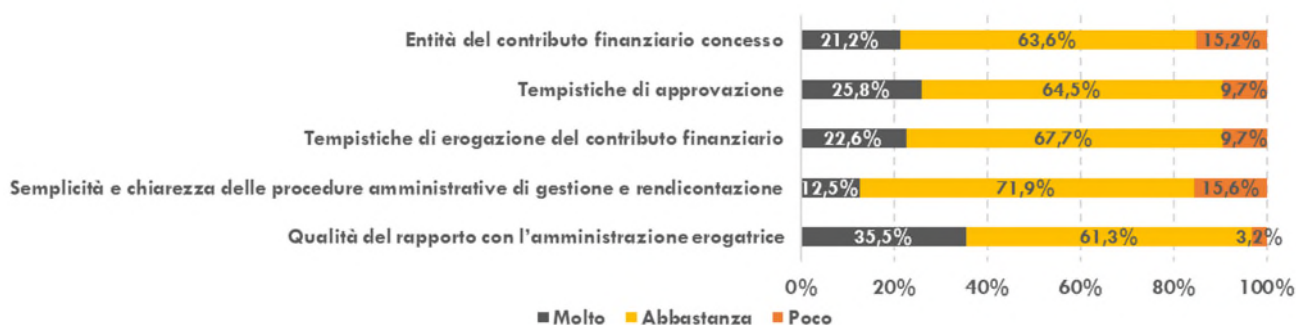 Entità del contributo finanziario concesso
21,2% 63,6% 15,2%
Tempistiche di approvazione
25,8% 64,5% 9,7%
Tempistiche di erogazione del contributo finanziario
22,6% 67,7% 9,7%
Semplicità e chiarezza delle procedure amministrative di gestione e rendicontazione
12,5% 71,9% 15,6%
Qualità del rapporto con l’amministrazione erogatrice
35,5% 61,3% 3,2%
0% 20% 40% 60% 80% 100%
Molto Abbastanza Poco